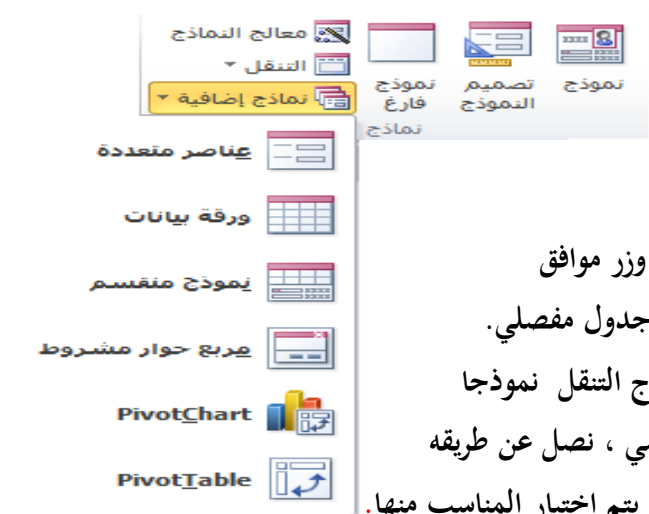 معالج النماذج
التنقل
نماذج إضافية
نموذج
تصميم النموذج
نموذج فارغ
نماذج
عناصر متعددة
ورقة بيانات
نموذج منقسم
مربع حوار مشروط
PivotChart
PivotTable
وزر موافق
جدول مفصلي.
ج التنقل نموذجا
ي ، نصل عن طريقه
يتم اختيار المناسب منها.